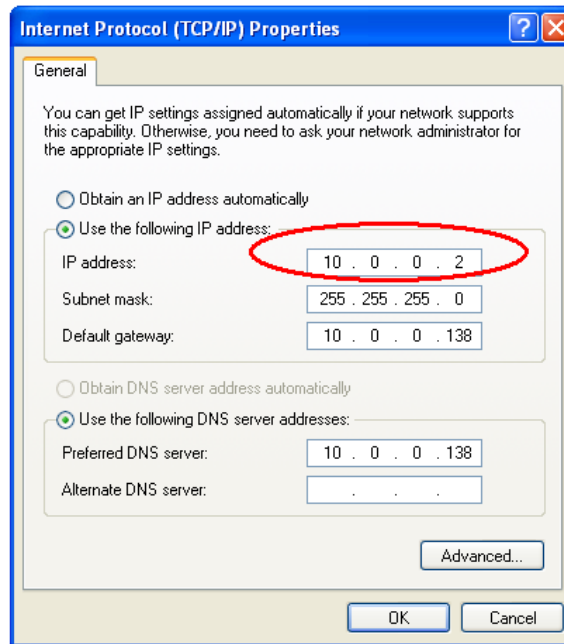 Internet Protocol (TCP/IP) Properties
General
You can get IP settings assigned automatically if your network supports
this capability. Otherwise, you need to ask your network administrator for
the appropriate IP settings.
Obtain an IP address automatically
Use the following IP address:
IP address: 10 . 0 . 0 . 2
Subnet mask: 255 . 255 . 255 . 0
Default gateway: 10 . 0 . 0 . 138
Obtain DNS server address automatically
Use the following DNS server addresses:
Preferred DNS server: 10 . 0 . 0 . 138
Alternate DNS server: . . .
Advanced...
OK Cancel